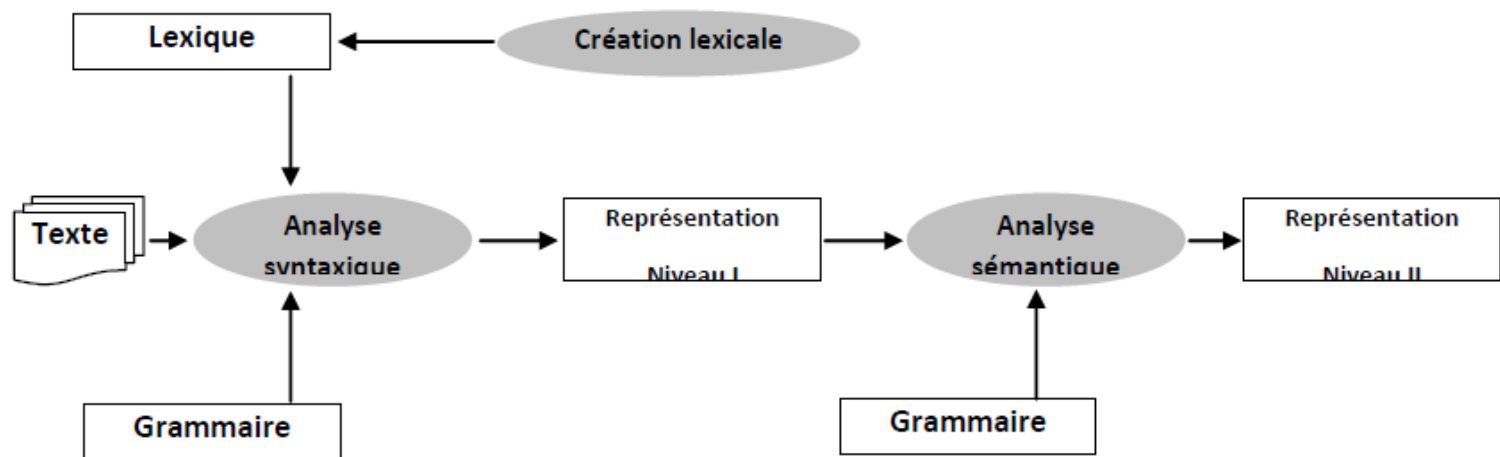 Lexique
Création lexicale
Texte
Analyse
syntaxique
Représentation
Niveau I
Analyse
sémantique
Représentation
Niveau II
Grammaire
Grammaire